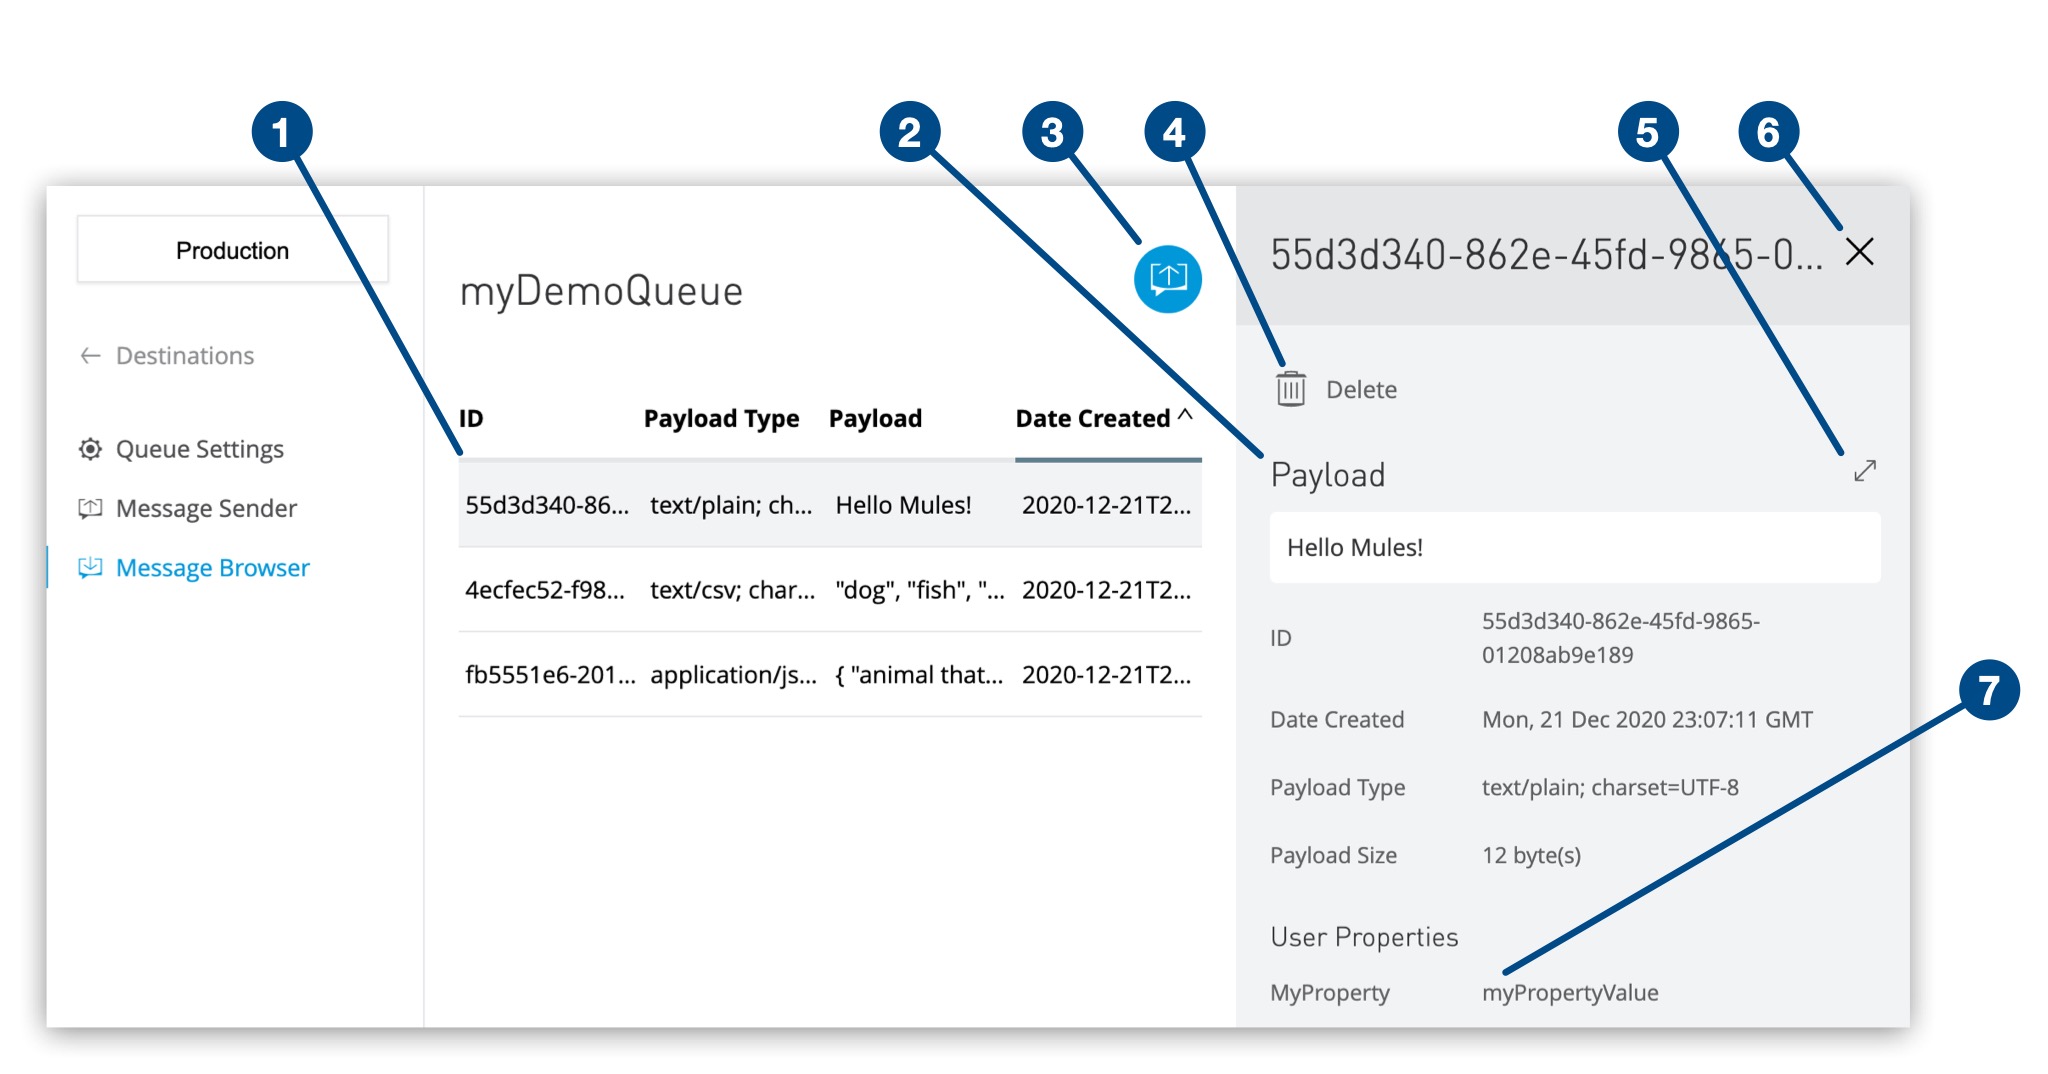 1
2
3
4
5
6
Production
← Destinations
Queue Settings
Message Sender
Message Browser
myDemoQueue
ID Payload Type Payload Date Created ^
55d3d340-86... text/plain; ch... Hello Mules! 2020-12-21T2...
4ecfec52-f98... text/csv; char... "dog", "fish", "... 2020-12-21T2...
fb5551e6-201... application/js... { "animal that... 2020-12-21T2...
55d3d340-862e-45fd-9865-0...
Delete
Payload
Hello Mules!
ID 55d3d340-862e-45fd-9865-
01208ab9e189
7
Date Created Mon, 21 Dec 2020 23:07:11 GMT
Payload Type text/plain; charset=UTF-8
Payload Size 12 byte(s)
User Properties
MyProperty myPropertyValue